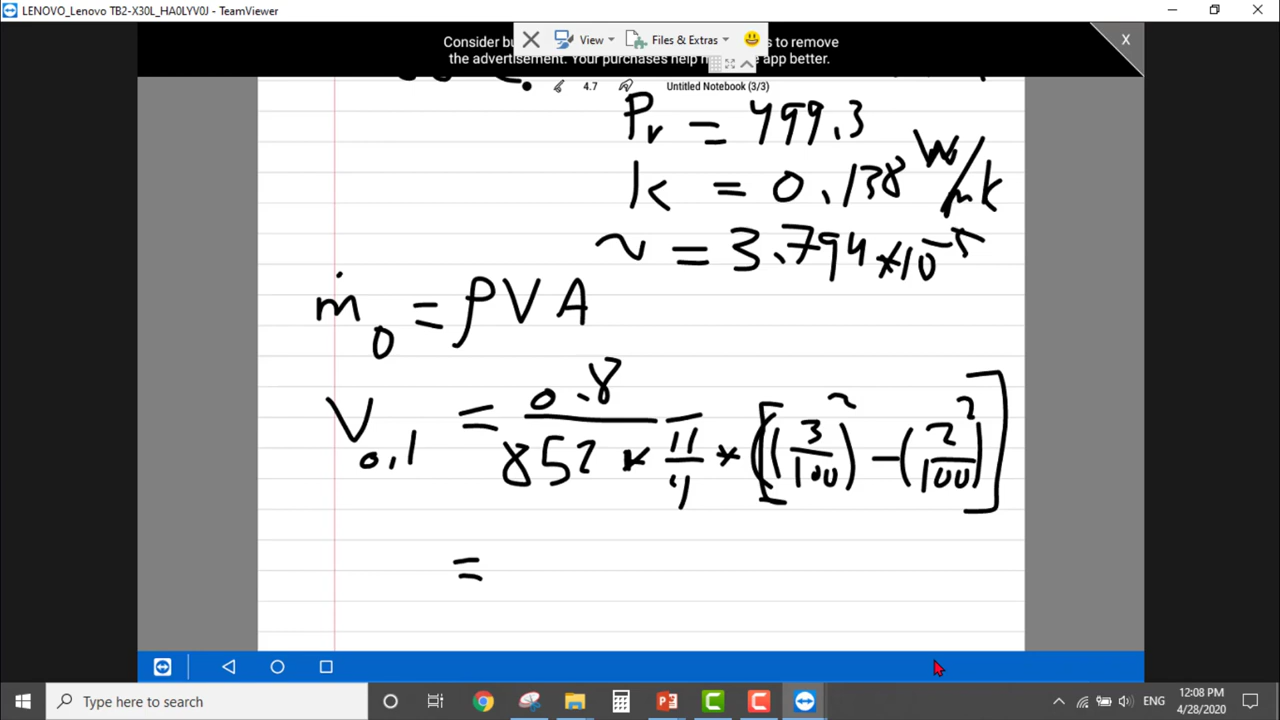 LENOVO_Lenovo TB2-X30L_HA0LYV0J - TeamViewer
View Files & Extras
Consider bu s to remove
the advertisement. Your purchases help app better.
X
4.7 Untitled Notebook (3/3)
Pr = 499.3
k = 0.138 W/mk
ν = 3.794*10^-5
ṁ_0 = ρVA
V_0,1 = 0.8 / 852 * π/4 * [(3/100)^2 - (2/100)^2]
=
Type here to search
ENG
12:08 PM
4/28/2020